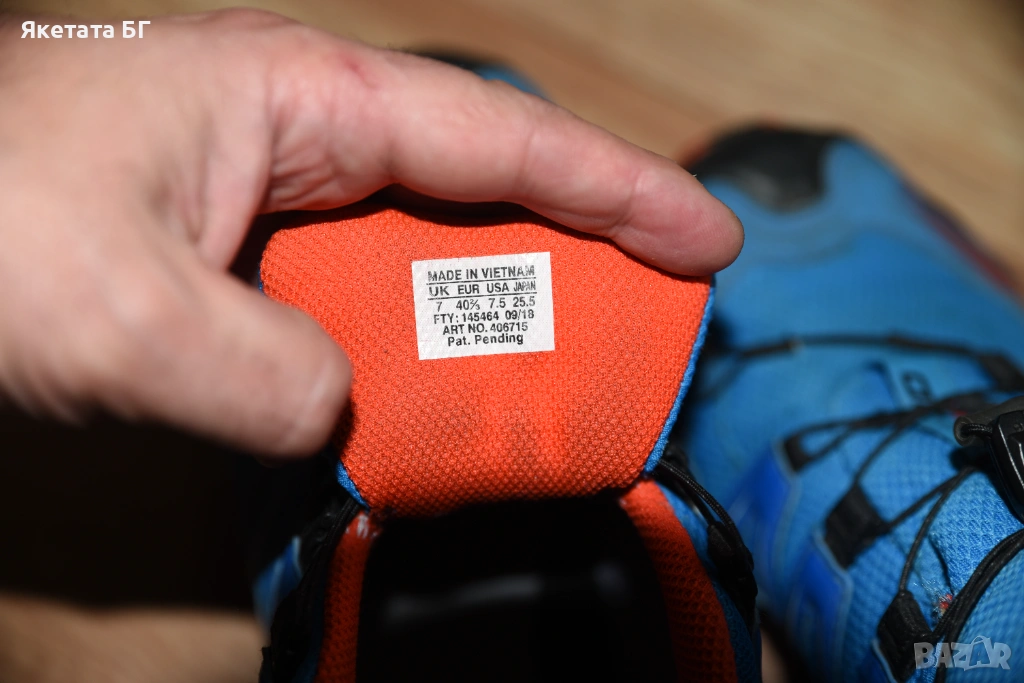 Якетата БГ
MADE IN VIETNAM
UK EUR USA JAPAN
7 40⅔ 7.5 25.5
FTY: 145464 09/18
ART NO. 406715
Pat. Pending
BAZAR